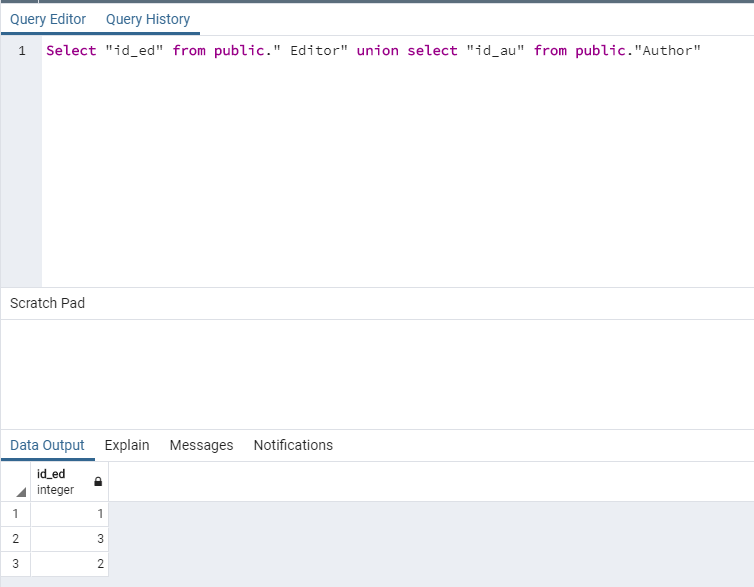 Query Editor Query History
1 Select "id_ed" from public." Editor" union select "id_au" from public."Author"
Scratch Pad
Data Output Explain Messages Notifications
id_ed
integer
1 1
2 3
3 2